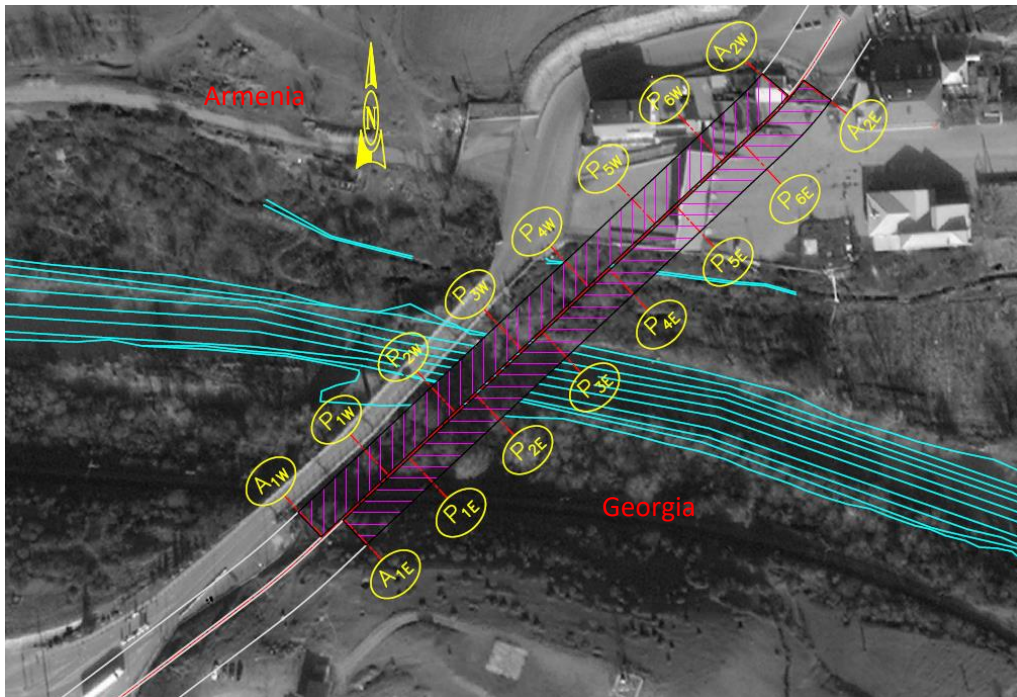 A2W
Armenia
P6W
A2E
N
P5W
P6E
P4W
P5E
P3W
P4E
P2W
P3E
P1W
P2E
A1W
P1E
Georgia
A1E